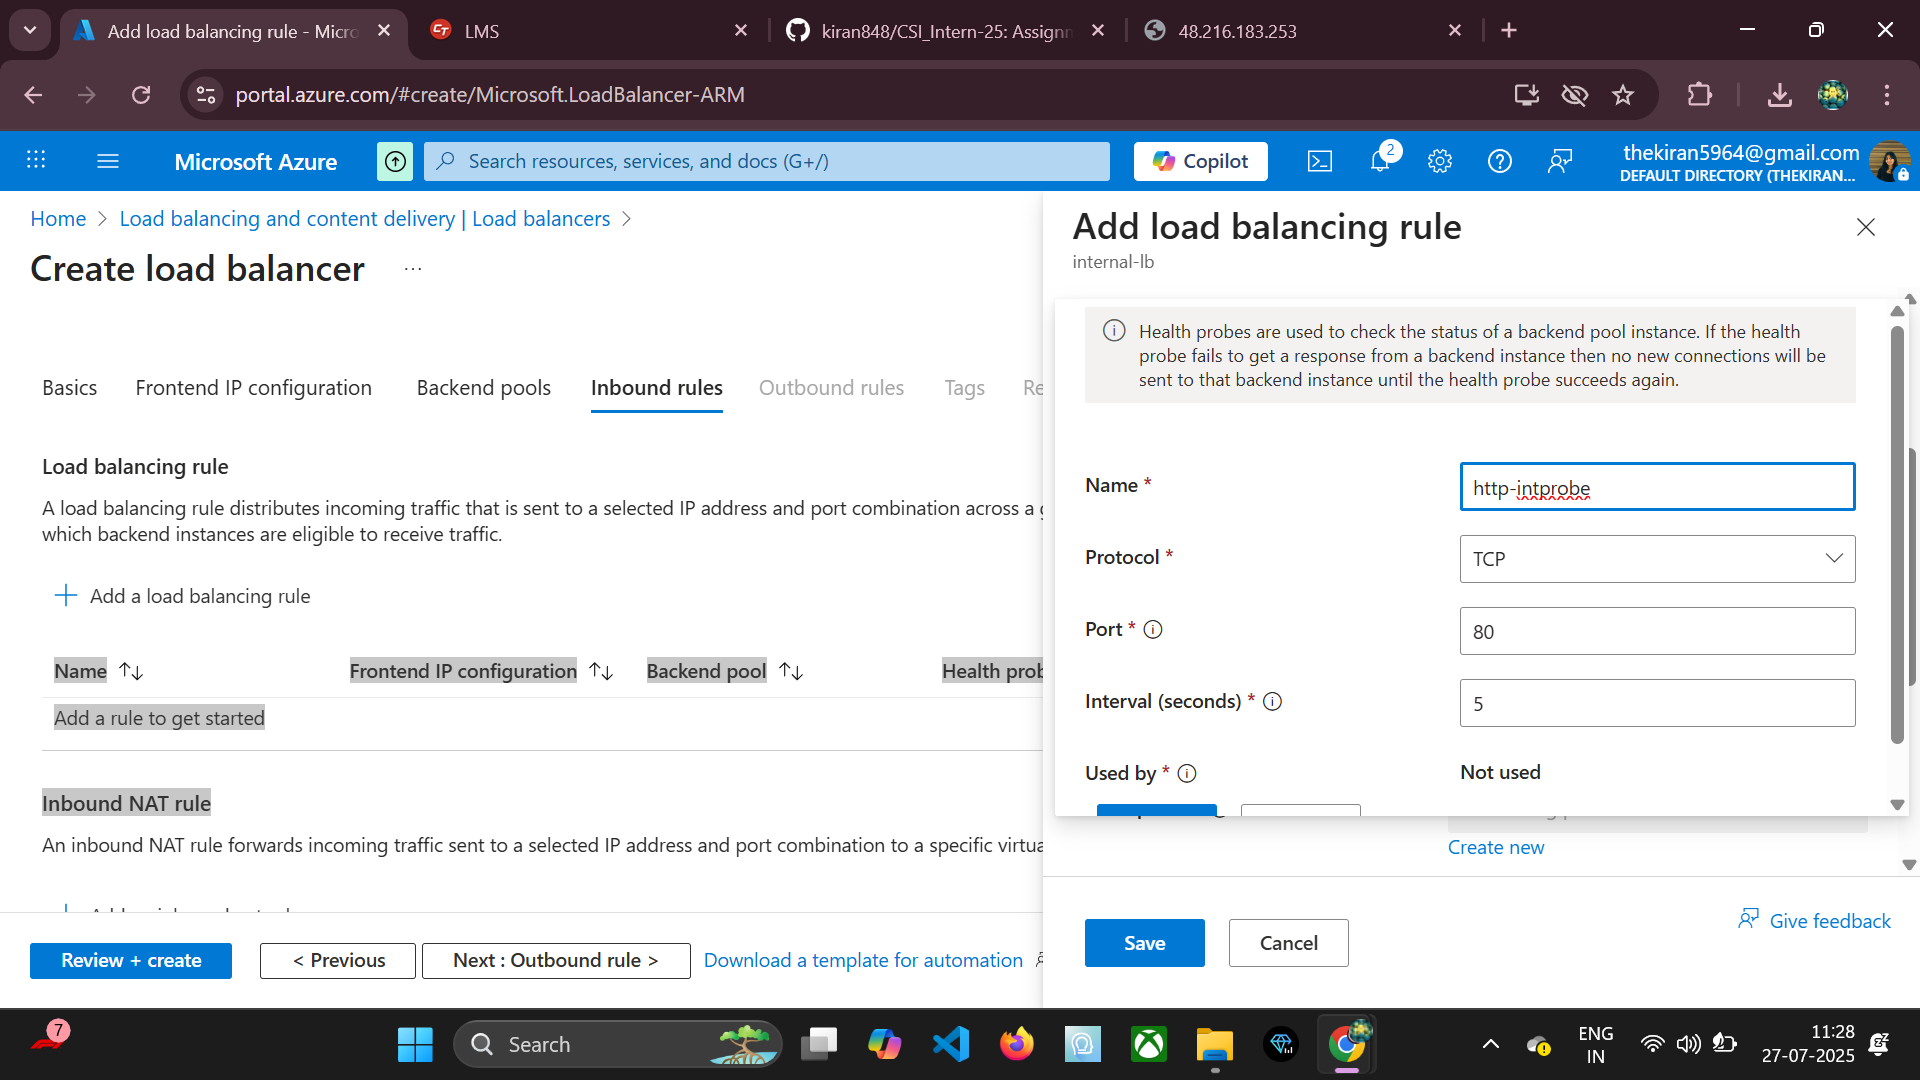 Add load balancing rule - Micro
LMS
kiran848/CSI_Intern-25: Assignm
48.216.183.253
portal.azure.com/#create/Microsoft.LoadBalancer-ARM
Microsoft Azure
Search resources, services, and docs (G+/)
Copilot
2
thekiran5964@gmail.com
DEFAULT DIRECTORY (THEKIRAN...
Home > Load balancing and content delivery | Load balancers >
Create load balancer ...
Basics
Frontend IP configuration
Backend pools
Inbound rules
Outbound rules
Tags
Re
Load balancing rule
A load balancing rule distributes incoming traffic that is sent to a selected IP address and port combination across a g
which backend instances are eligible to receive traffic.
+ Add a load balancing rule
Name
Frontend IP configuration
Backend pool
Health prob
Add a rule to get started
Inbound NAT rule
An inbound NAT rule forwards incoming traffic sent to a selected IP address and port combination to a specific virtua
Review + create
< Previous
Next : Outbound rule >
Download a template for automation
Add load balancing rule
internal-lb
Health probes are used to check the status of a backend pool instance. If the health
probe fails to get a response from a backend instance then no new connections will be
sent to that backend instance until the health probe succeeds again.
Name *
http-intprobe
Protocol *
TCP
Port *
80
Interval (seconds) *
5
Used by *
Not used
Create new
Save
Cancel
Give feedback
7
Search
ENG
IN
11:28
27-07-2025